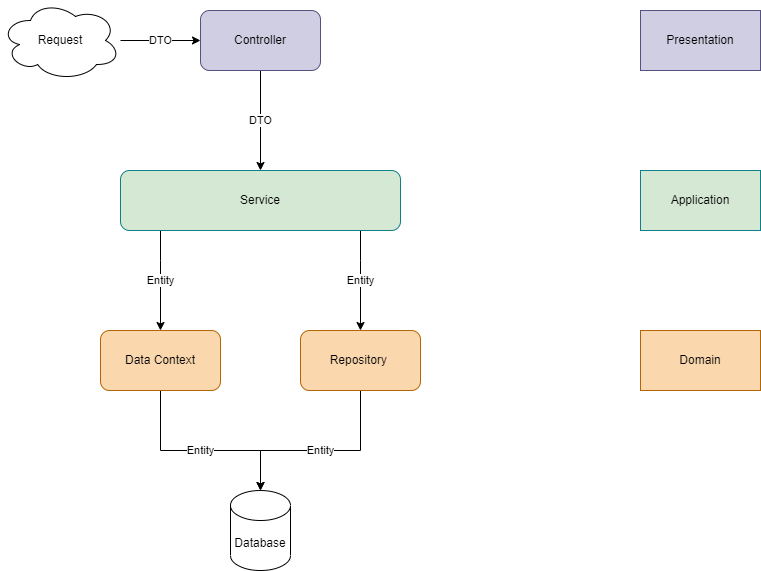 Request
DTO
Controller
Presentation
DTO
Service
Application
Entity
Entity
Data Context
Repository
Domain
Entity
Entity
Database